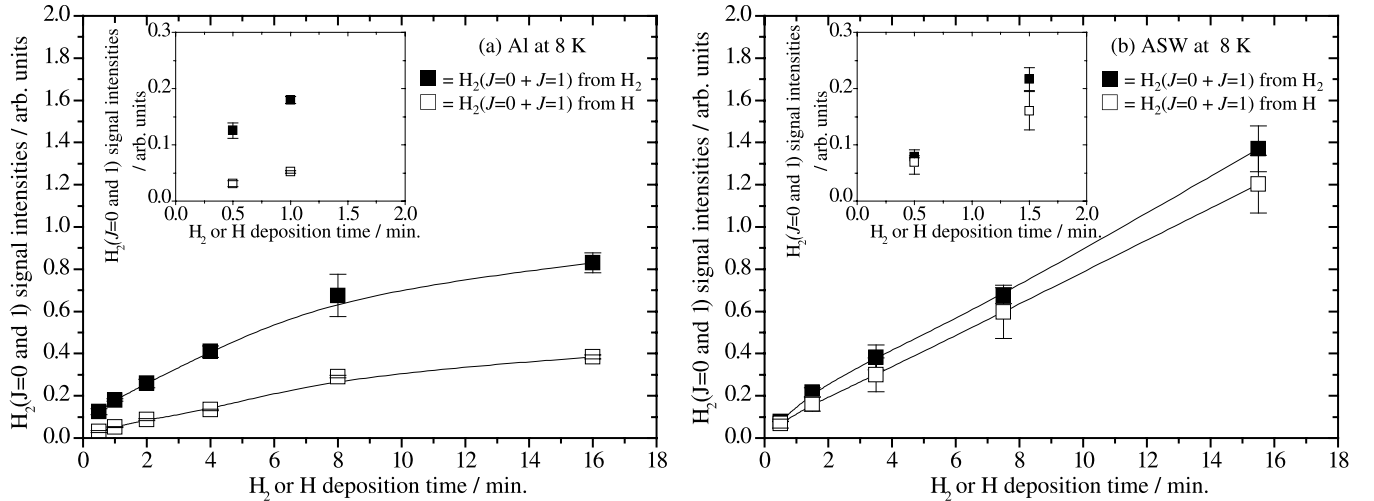 2.0
1.8
1.6
1.4
1.2
1.0
0.8
0.6
0.4
0.2
0.0
H₂(J=0 and 1) signal intensities / arb. units
0 2 4 6 8 10 12 14 16 18
H₂ or H deposition time / min.
(a) Al at 8 K
= H₂(J=0 + J=1) from H₂
= H₂(J=0 + J=1) from H
0.3
0.2
0.1
0.0
H₂(J=0 and 1) signal intensities
/ arb. units
0.0 0.5 1.0 1.5 2.0
H₂ or H deposition time / min.
2.0
1.8
1.6
1.4
1.2
1.0
0.8
0.6
0.4
0.2
0.0
H₂(J=0 and 1) signal intensities / arb. units
0 2 4 6 8 10 12 14 16 18
H₂ or H deposition time / min.
(b) ASW at 8 K
= H₂(J=0 + J=1) from H₂
= H₂(J=0 + J=1) from H
0.3
0.2
0.1
0.0
H₂(J=0 and 1) signal intensities
/ arb. units
0.0 0.5 1.0 1.5 2.0
H₂ or H deposition time / min.